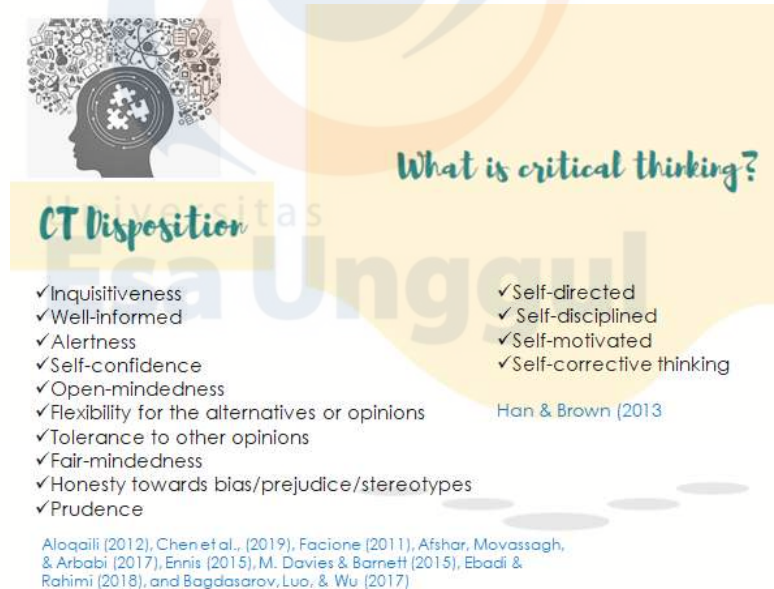 What is critical thinking?
CT Disposition
Universitas
Esa Unggul
✓Inquisitiveness
✓Well-informed
✓Alertness
✓Self-confidence
✓Open-mindedness
✓Flexibility for the alternatives or opinions
✓Tolerance to other opinions
✓Fair-mindedness
✓Honesty towards bias/prejudice/stereotypes
✓Prudence
Aloqaili (2012), Chen et al., (2019), Facione (2011), Afshar, Movassagh,
& Arbabi (2017), Ennis (2015), M. Davies & Barnett (2015), Ebadi &
Rahimi (2018), and Bagdasarov, Luo, & Wu (2017)
✓Self-directed
✓Self-disciplined
✓Self-motivated
✓Self-corrective thinking
Han & Brown (2013